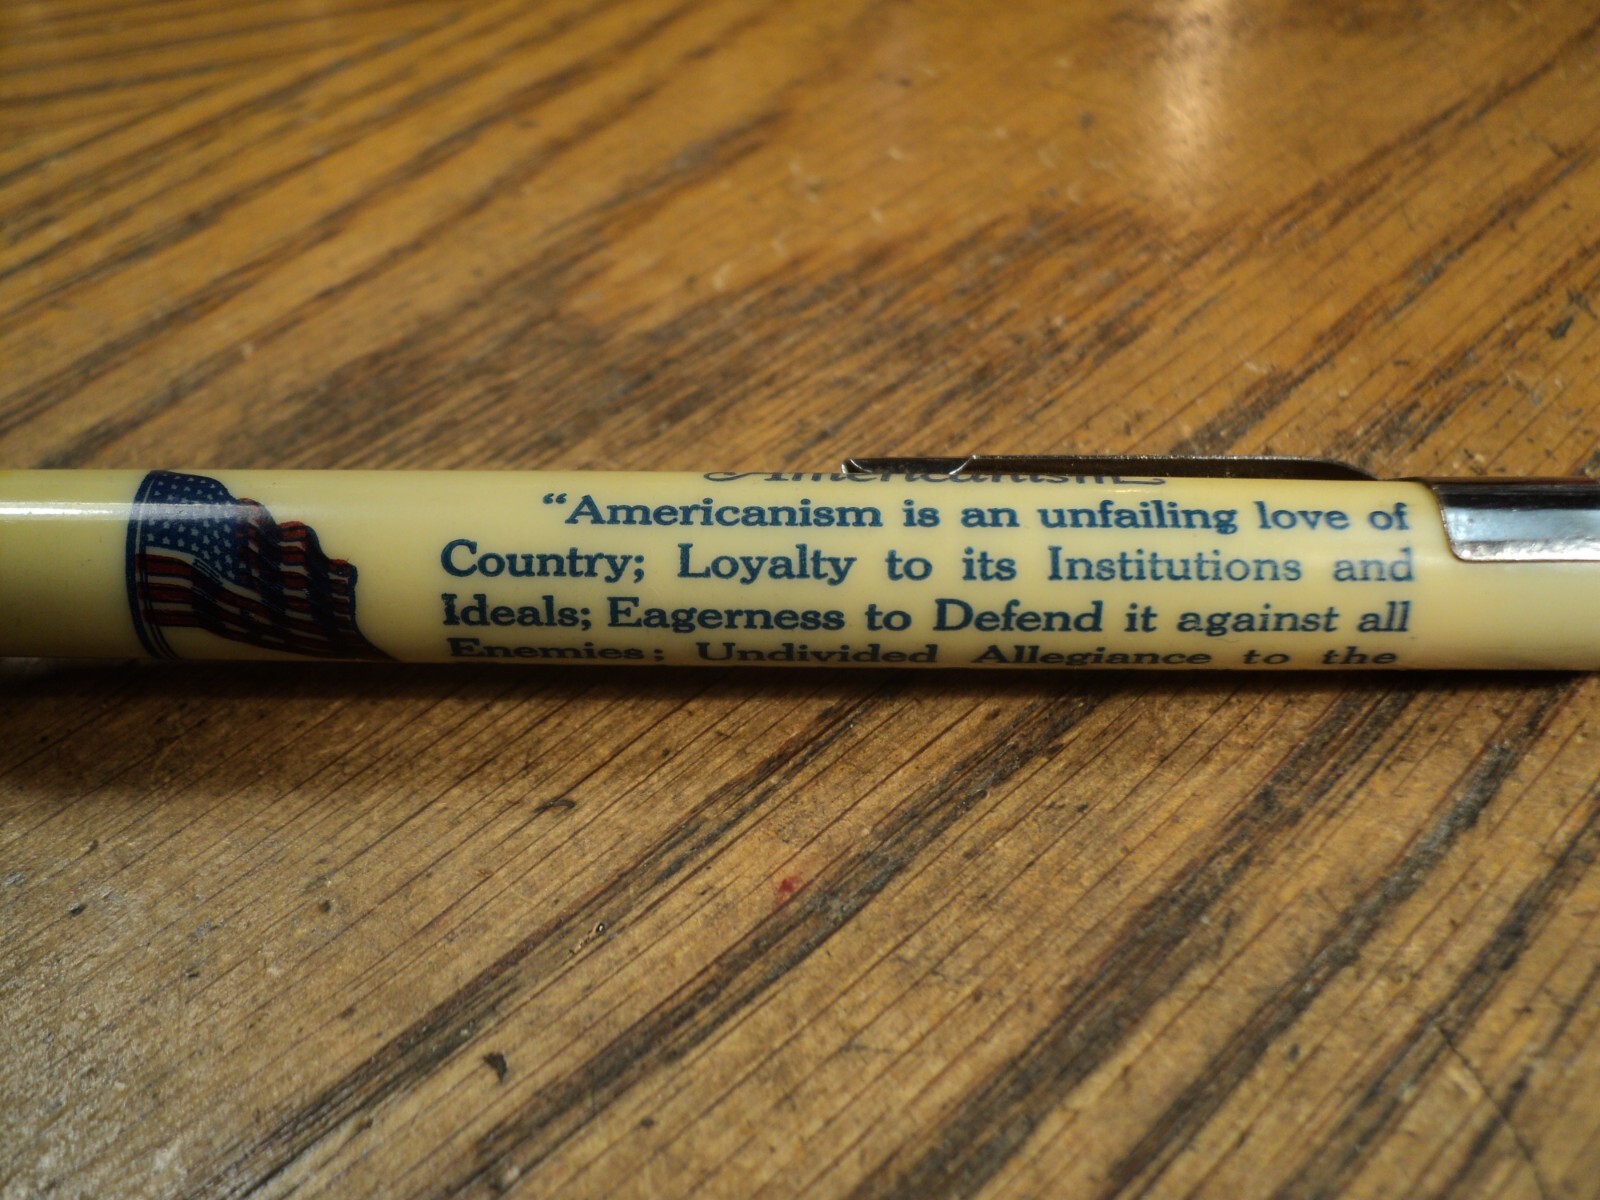 Americanism
“Americanism is an unfailing love of
Country; Loyalty to its Institutions and
Ideals; Eagerness to Defend it against all
Enemies; Undivided Allegiance to the